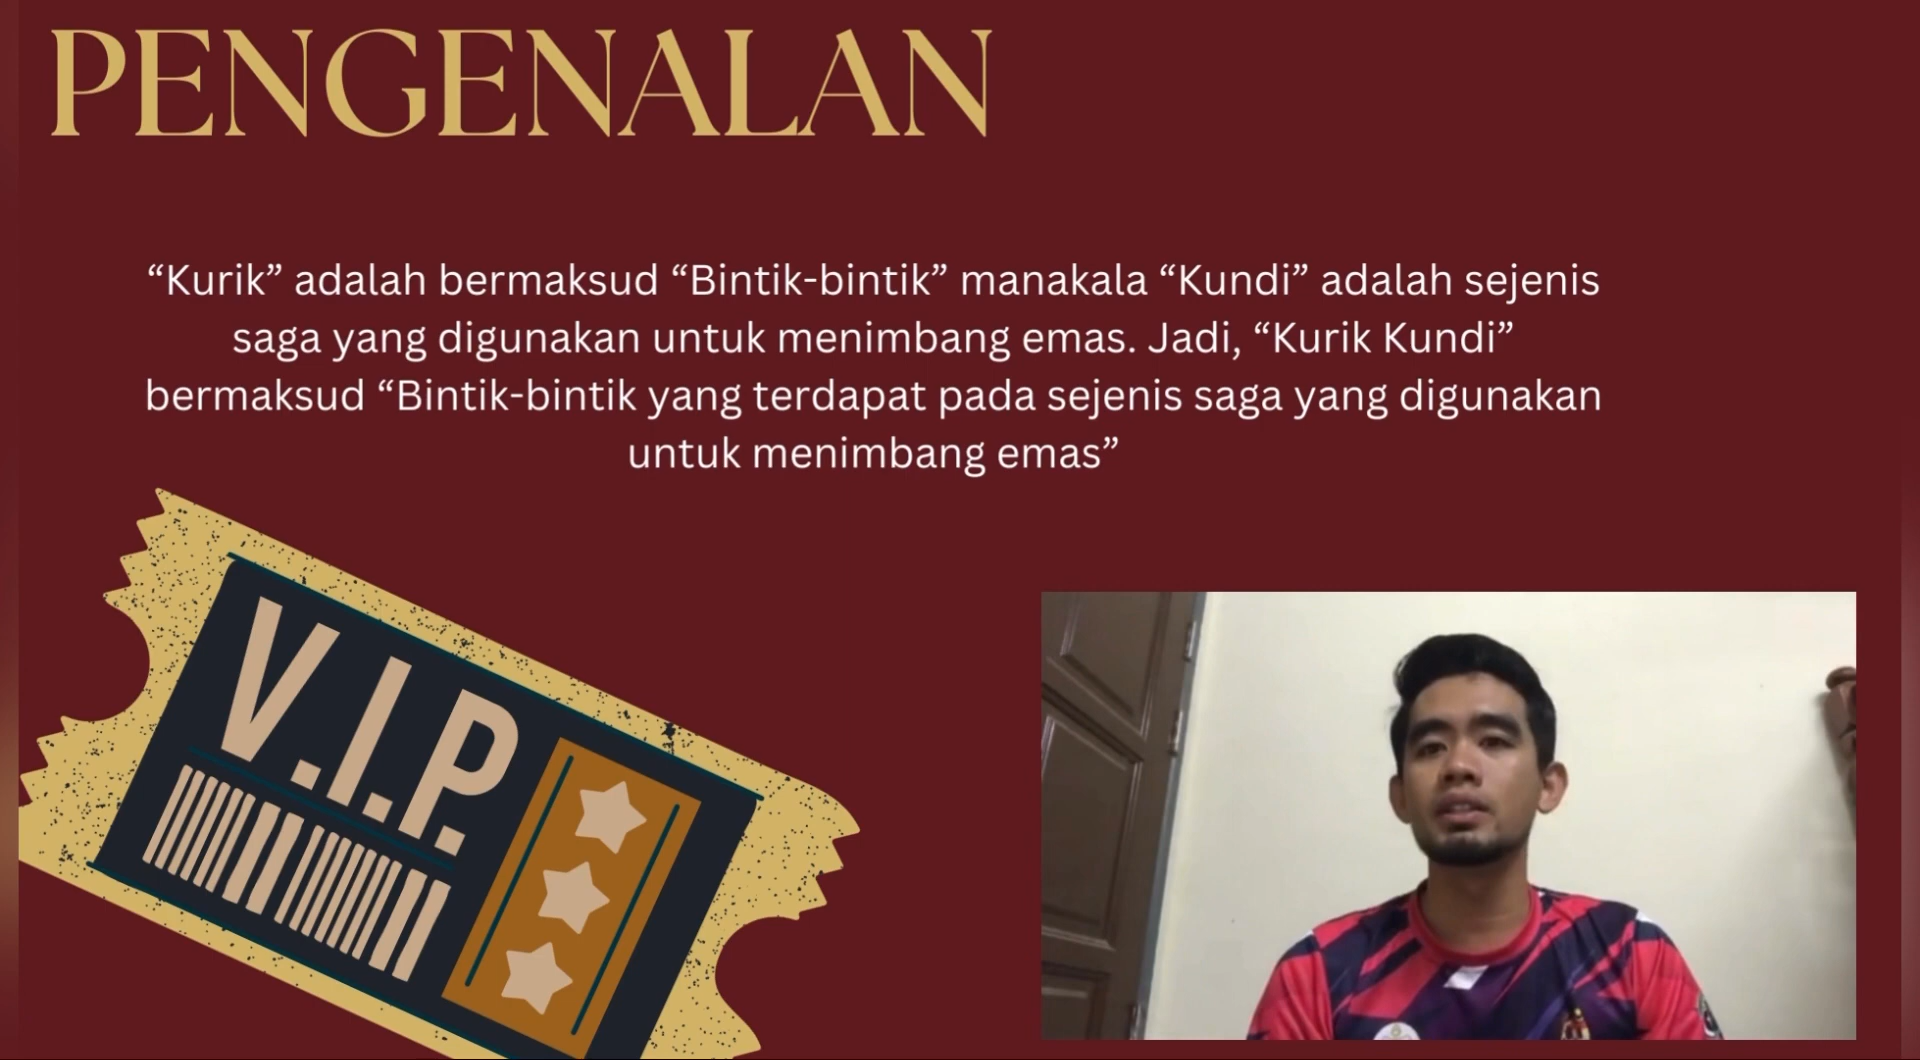 PENGENALAN
“Kurik” adalah bermaksud “Bintik-bintik” manakala “Kundi” adalah sejenis
saga yang digunakan untuk menimbang emas. Jadi, “Kurik Kundi”
bermaksud “Bintik-bintik yang terdapat pada sejenis saga yang digunakan
untuk menimbang emas”
V.I.P.